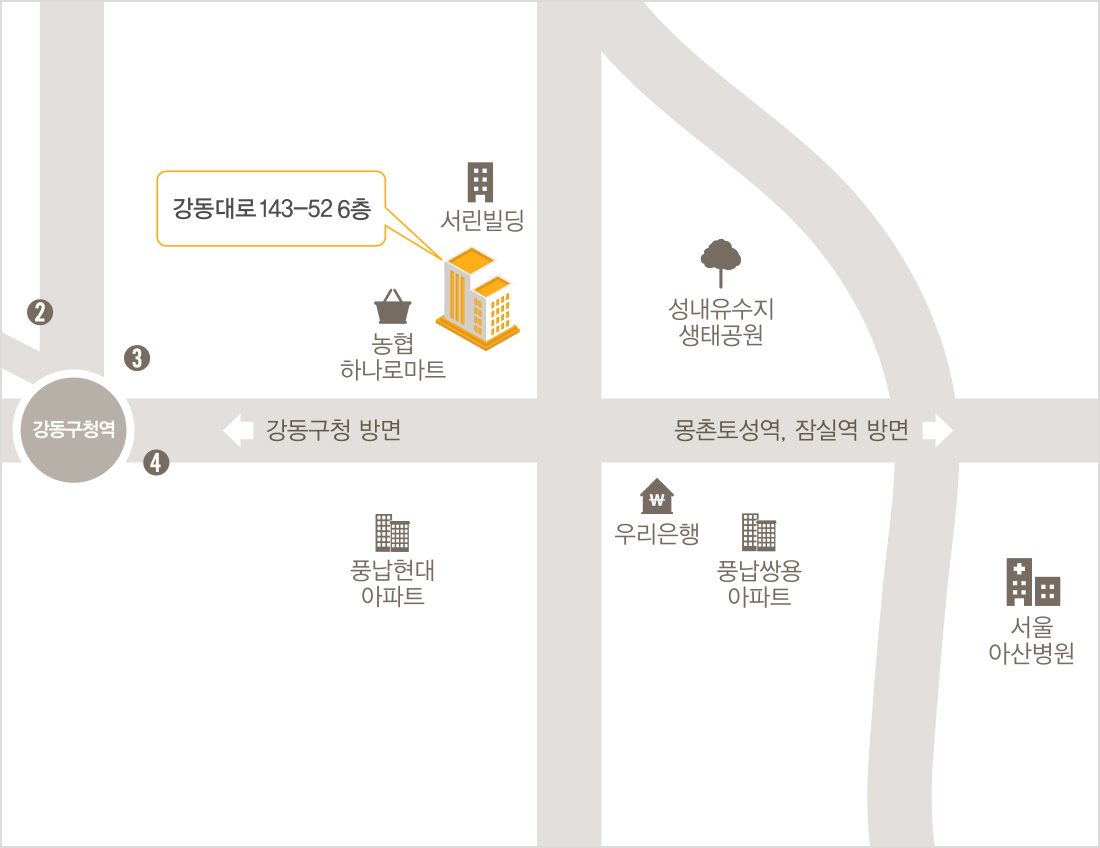 서린빌딩
강동대로 143-52 6층
성내유수지
생태공원
2
농협
하나로마트
3
강동구청역
강동구청 방면
몽촌토성역, 잠실역 방면
4
₩
우리은행
풍납현대
아파트
풍납쌍용
아파트
서울
아산병원